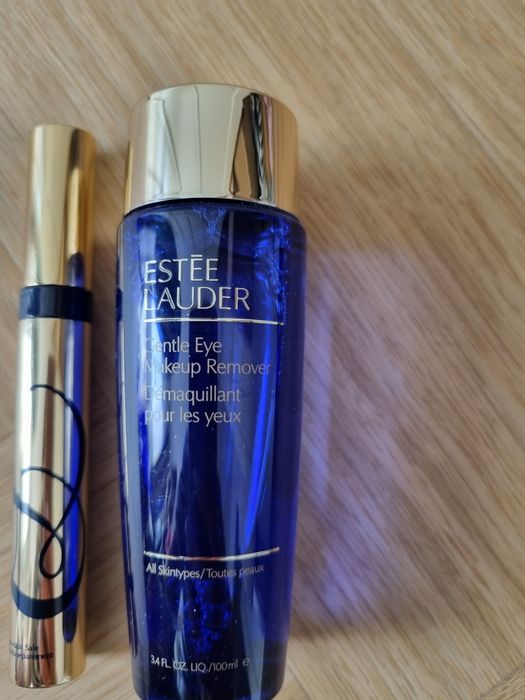 ESTĒE
LAUDER
Gentle Eye
Makeup Remover
Démaquillant
pour les yeux
All Skintypes/Toutes peaux
3.4 FL. OZ. LIQ./100ml e
Sale